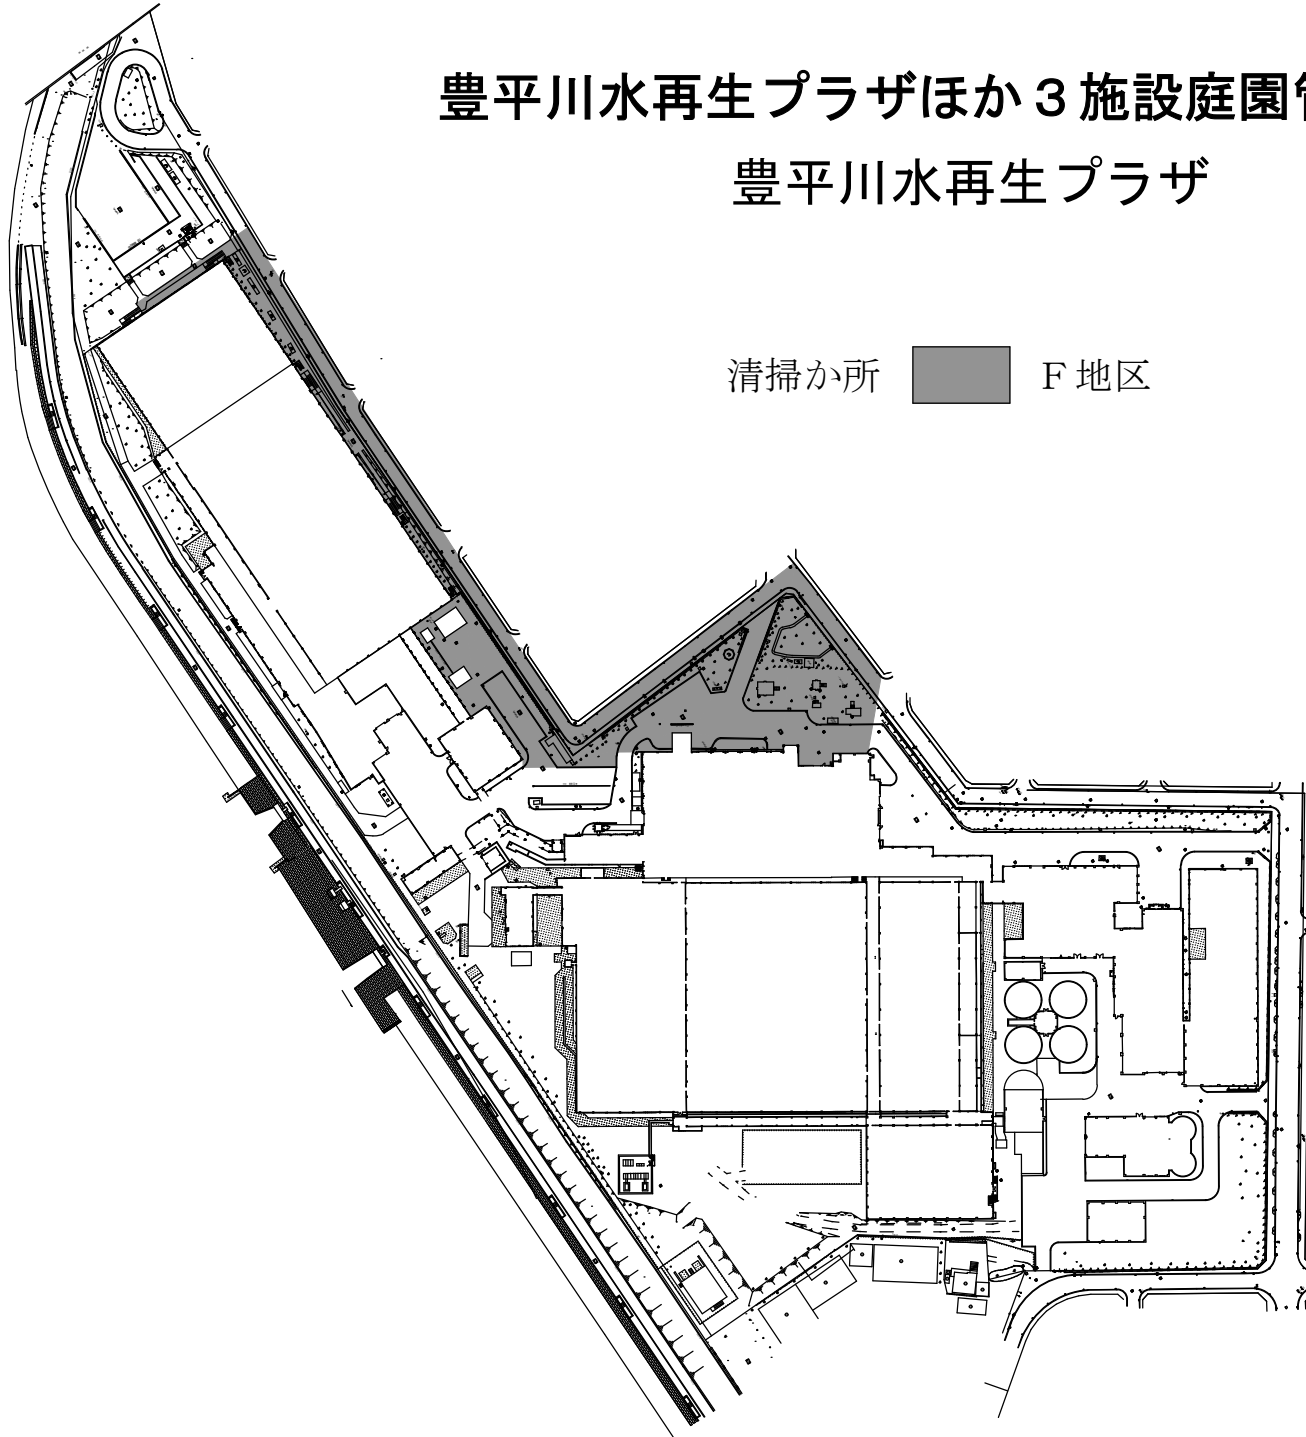 豊平川水再生プラザほか３施設庭園
豊平川水再生プラザ
清掃か所 Ｆ地区